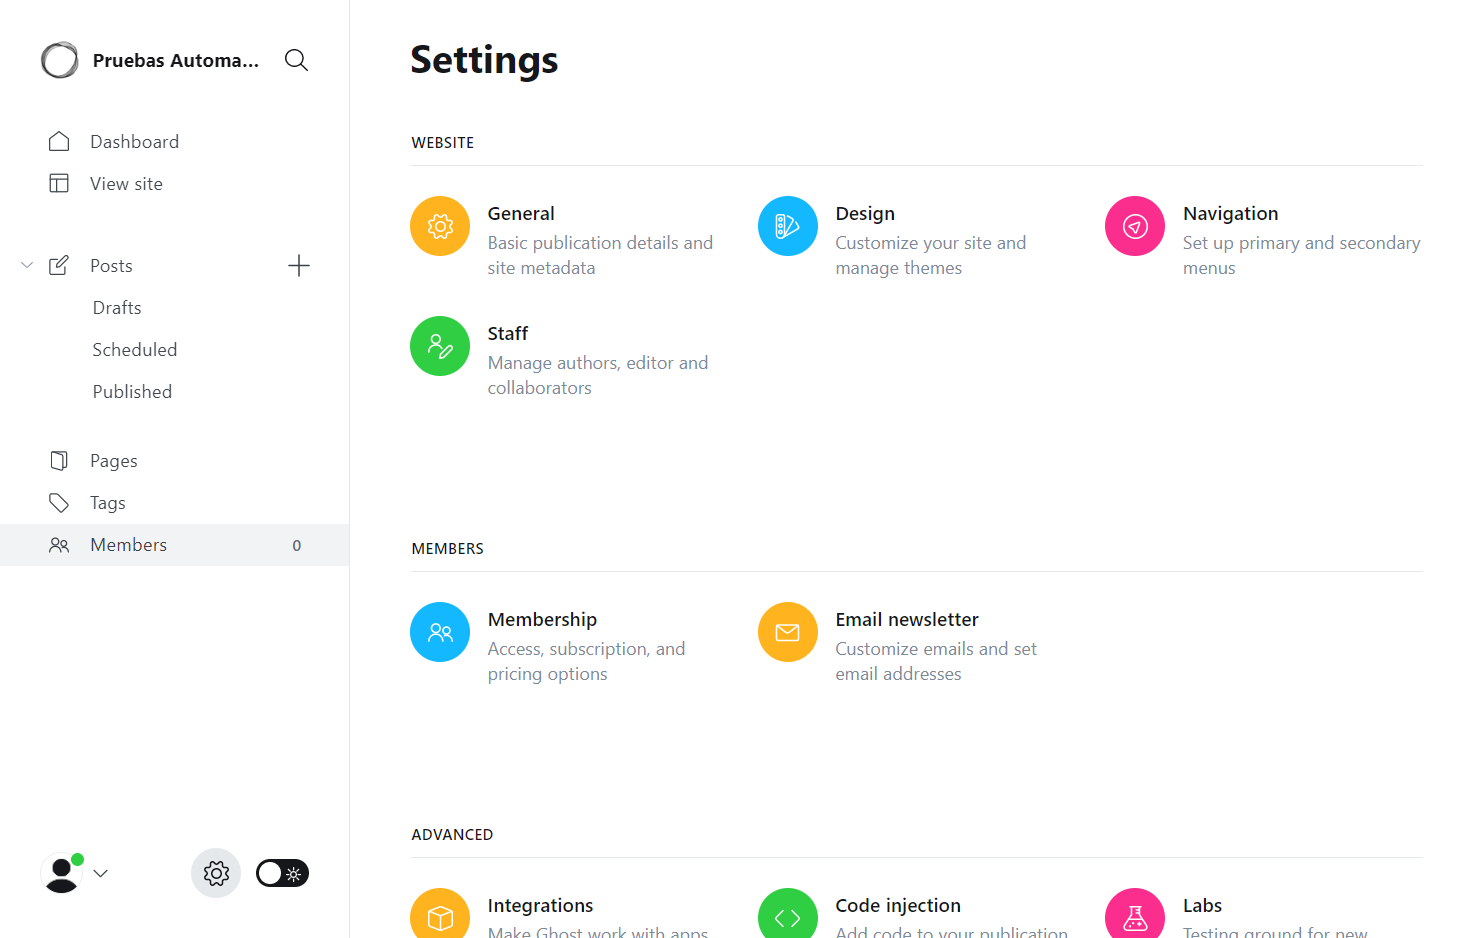 Pruebas Automa...
Dashboard
View site
Posts
Drafts
Scheduled
Published
Pages
Tags
Members 0
Settings
WEBSITE
General
Basic publication details and
site metadata
Design
Customize your site and
manage themes
Navigation
Set up primary and secondary
menus
Staff
Manage authors, editor and
collaborators
MEMBERS
Membership
Access, subscription, and
pricing options
Email newsletter
Customize emails and set
email addresses
ADVANCED
Integrations
Make Ghost work with apps
Code injection
Add code to your publication
Labs
Testing ground for new